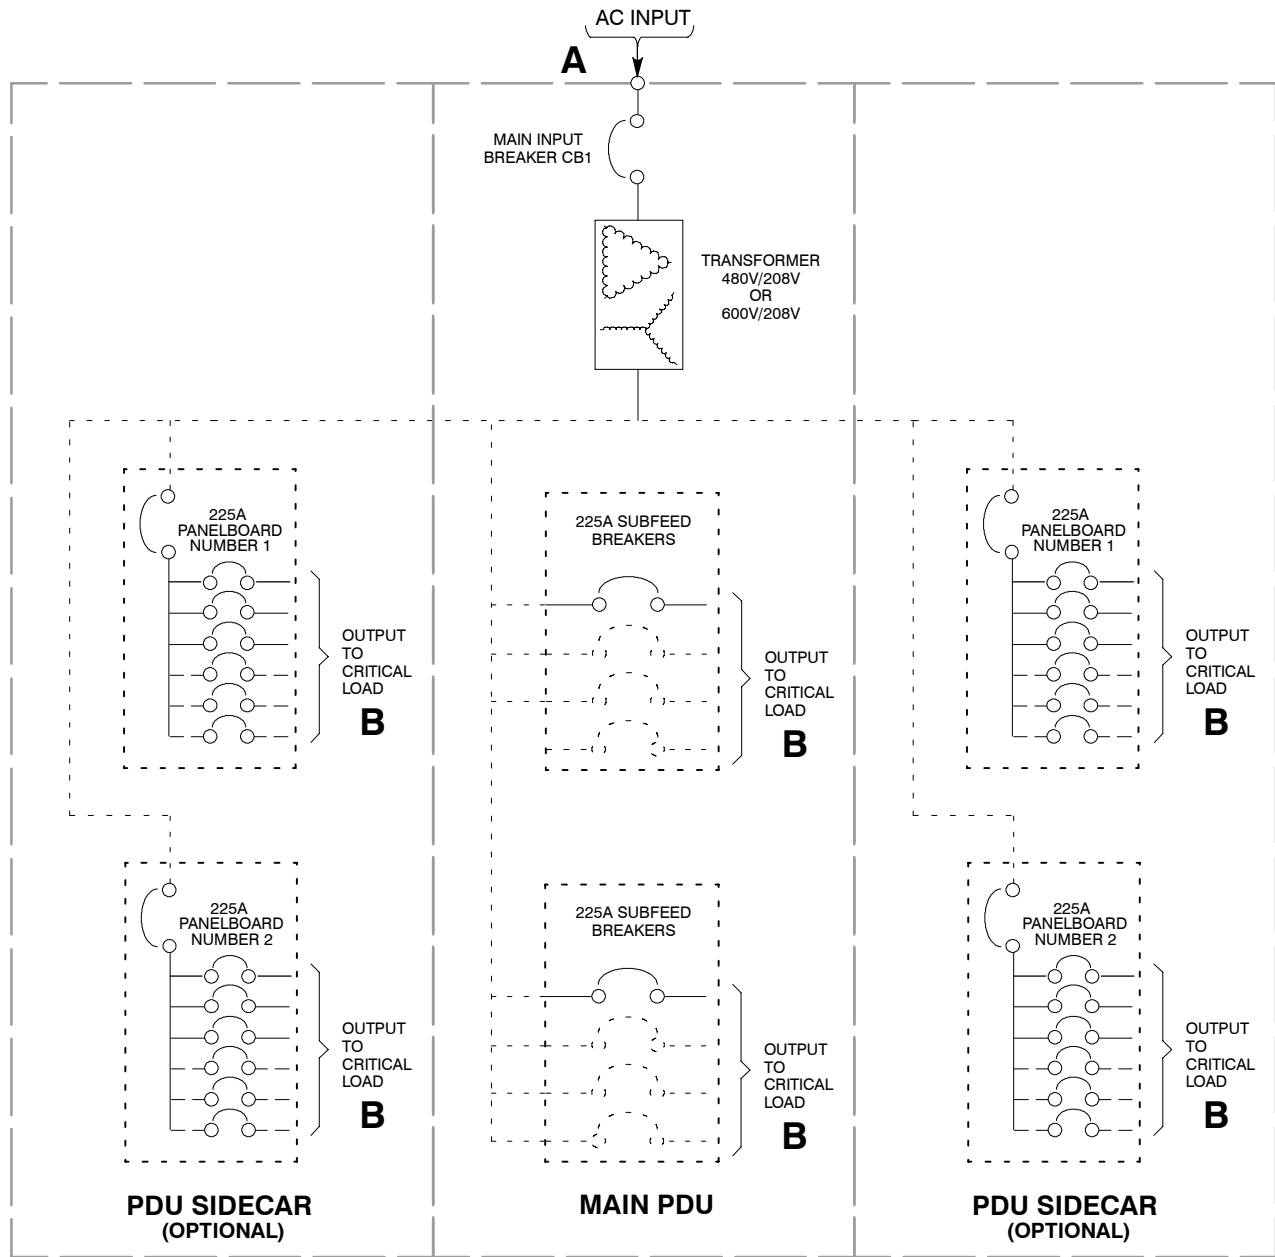 AC INPUT
A
MAIN INPUT
BREAKER CB1
TRANSFORMER
480V/208V
OR
600V/208V
225A
PANELBOARD
NUMBER 1
OUTPUT
TO
CRITICAL
LOAD
B
225A
PANELBOARD
NUMBER 2
OUTPUT
TO
CRITICAL
LOAD
B
PDU SIDECAR
(OPTIONAL)
225A SUBFEED
BREAKERS
OUTPUT
TO
CRITICAL
LOAD
B
225A SUBFEED
BREAKERS
OUTPUT
TO
CRITICAL
LOAD
B
MAIN PDU
225A
PANELBOARD
NUMBER 1
OUTPUT
TO
CRITICAL
LOAD
B
225A
PANELBOARD
NUMBER 2
OUTPUT
TO
CRITICAL
LOAD
B
PDU SIDECAR
(OPTIONAL)